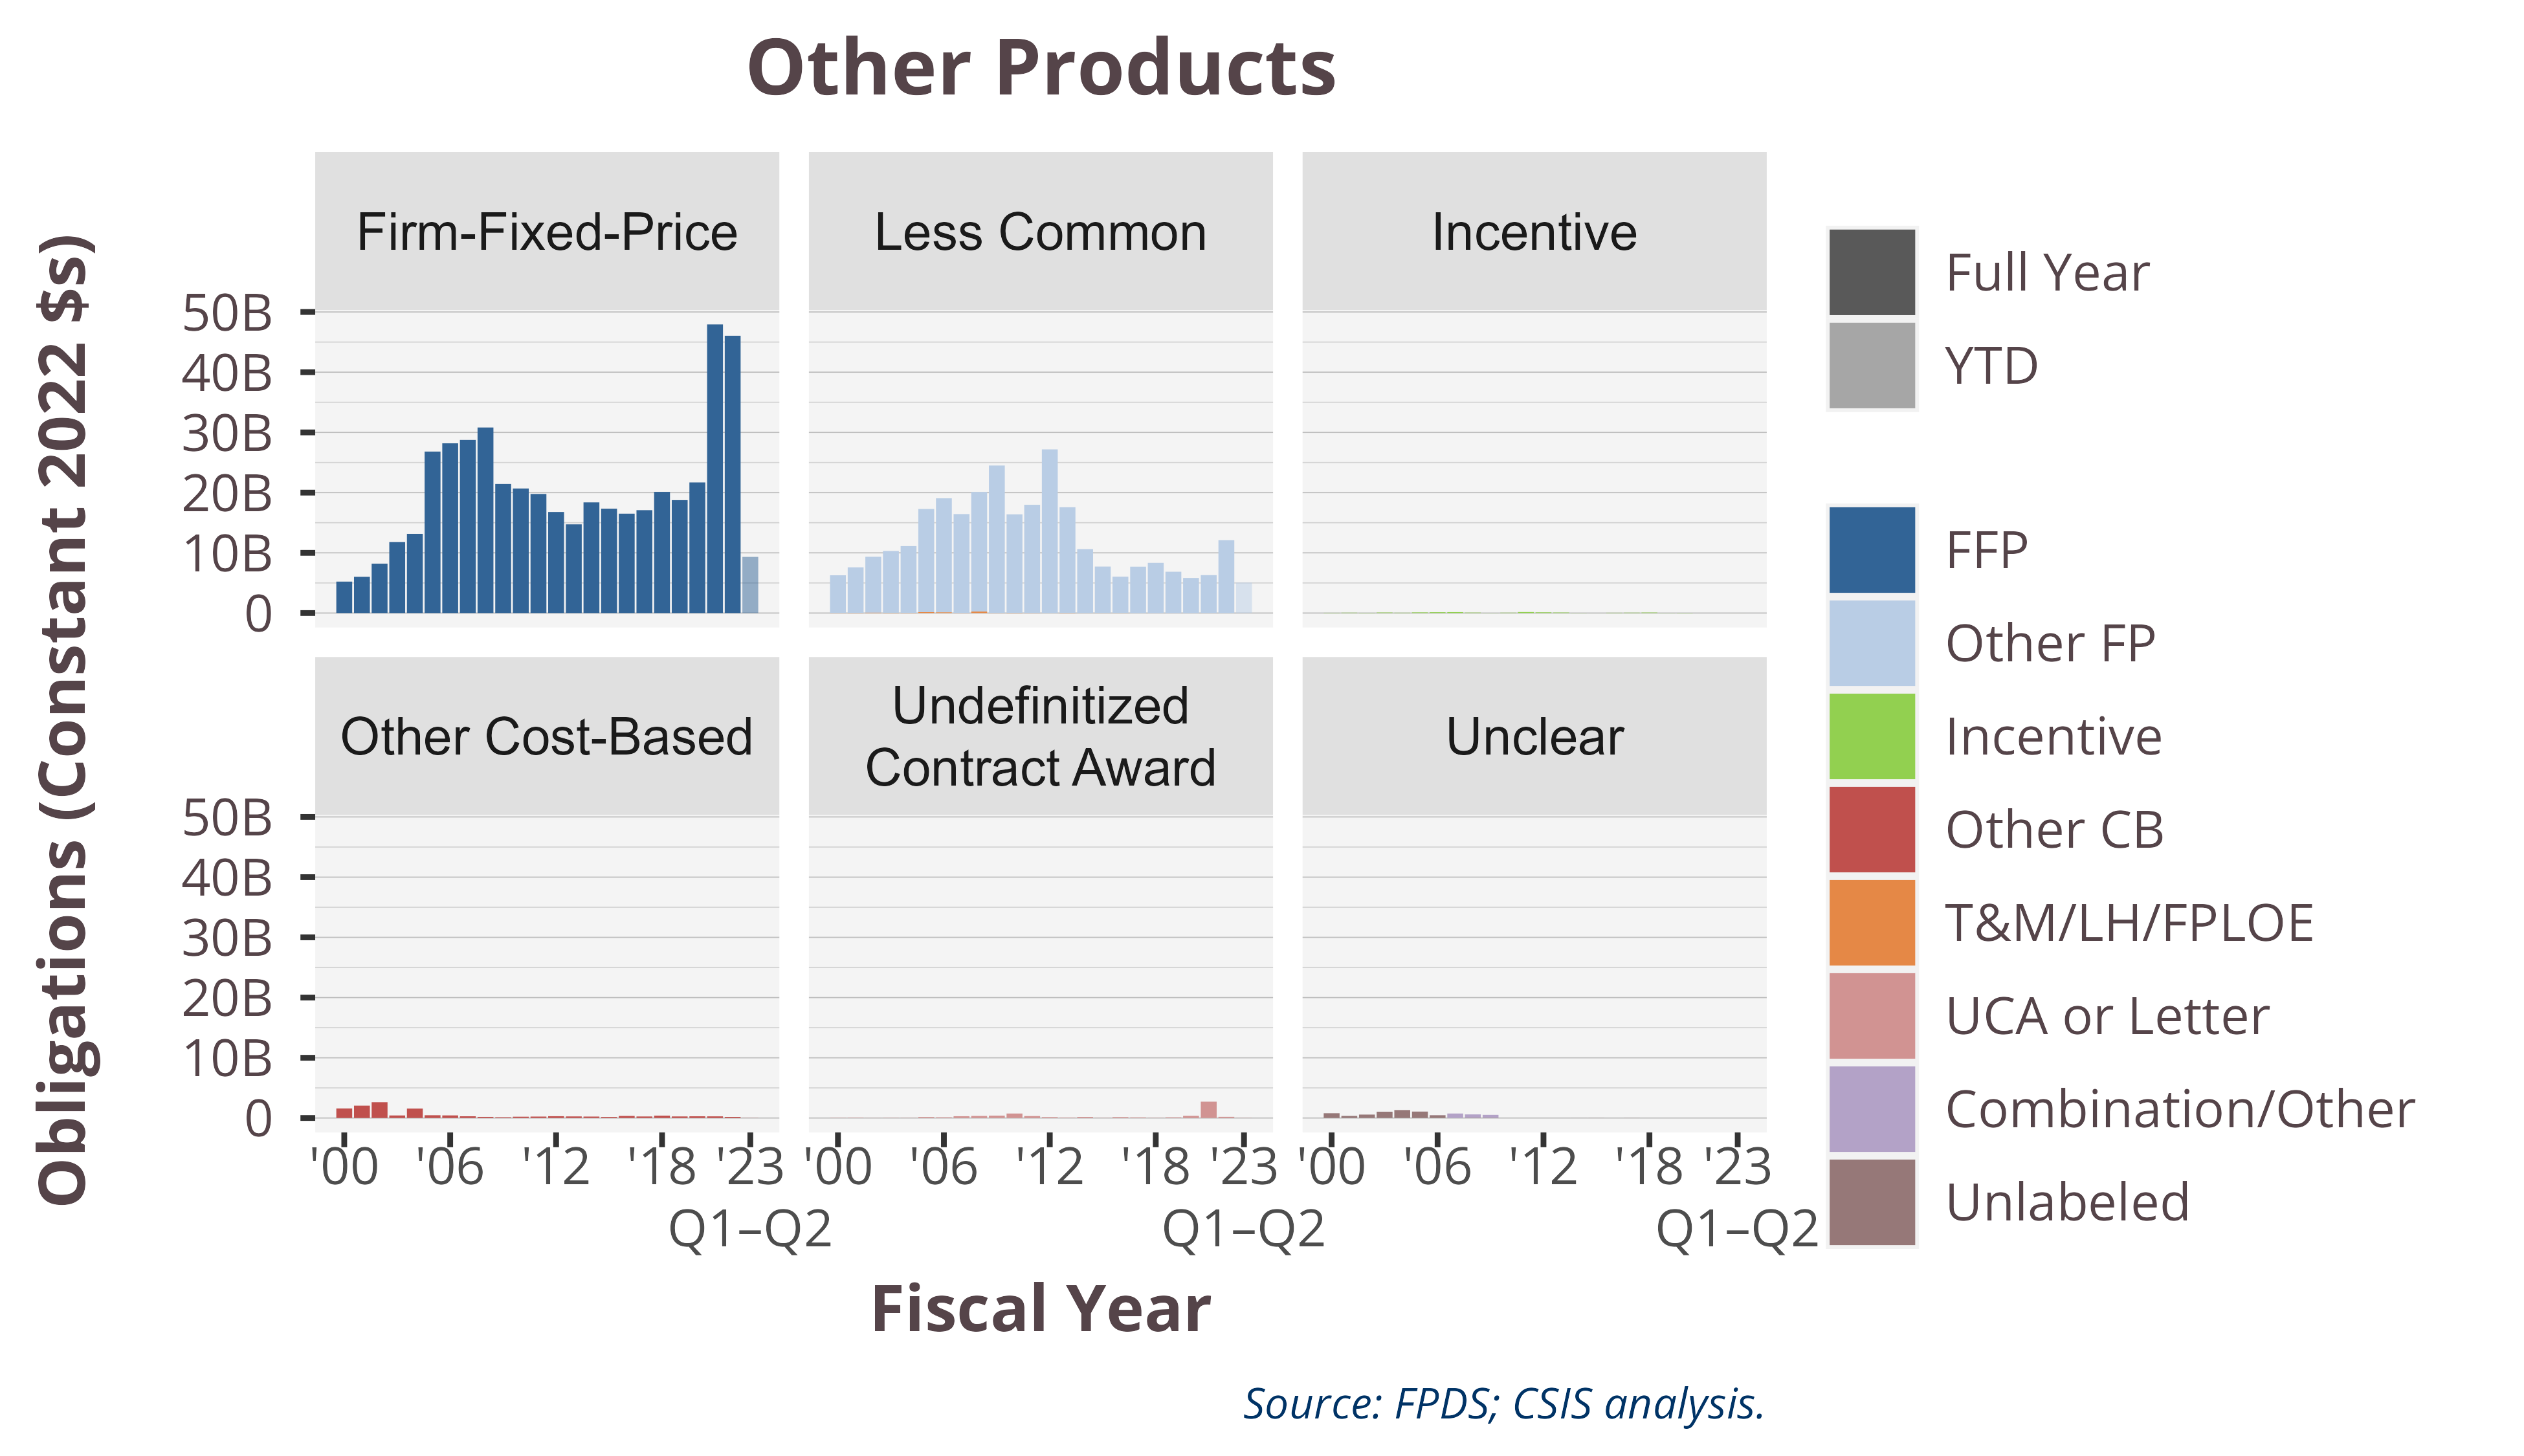 Other Products
Obligations (Constant 2022 $s)
Firm-Fixed-Price
Less Common
Incentive
50B
40B
30B
20B
10B
0
Other Cost-Based
Undefinitized
Contract Award
Unclear
50B
40B
30B
20B
10B
0
'00 '06 '12 '18 '23
Q1–Q2
'00 '06 '12 '18 '23
Q1–Q2
'00 '06 '12 '18 '23
Q1–Q2
Fiscal Year
Full Year
YTD
FFP
Other FP
Incentive
Other CB
T&M/LH/FPLOE
UCA or Letter
Combination/Other
Unlabeled
Source: FPDS; CSIS analysis.